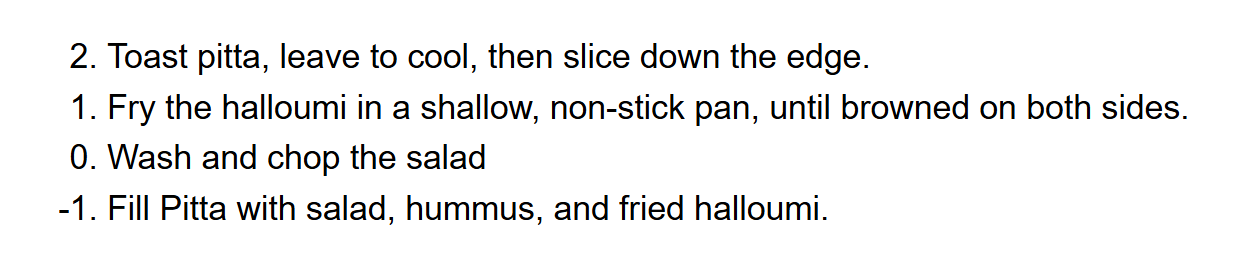 2. Toast pitta, leave to cool, then slice down the edge.
1. Fry the halloumi in a shallow, non-stick pan, until browned on both sides.
0. Wash and chop the salad
-1. Fill Pitta with salad, hummus, and fried halloumi.